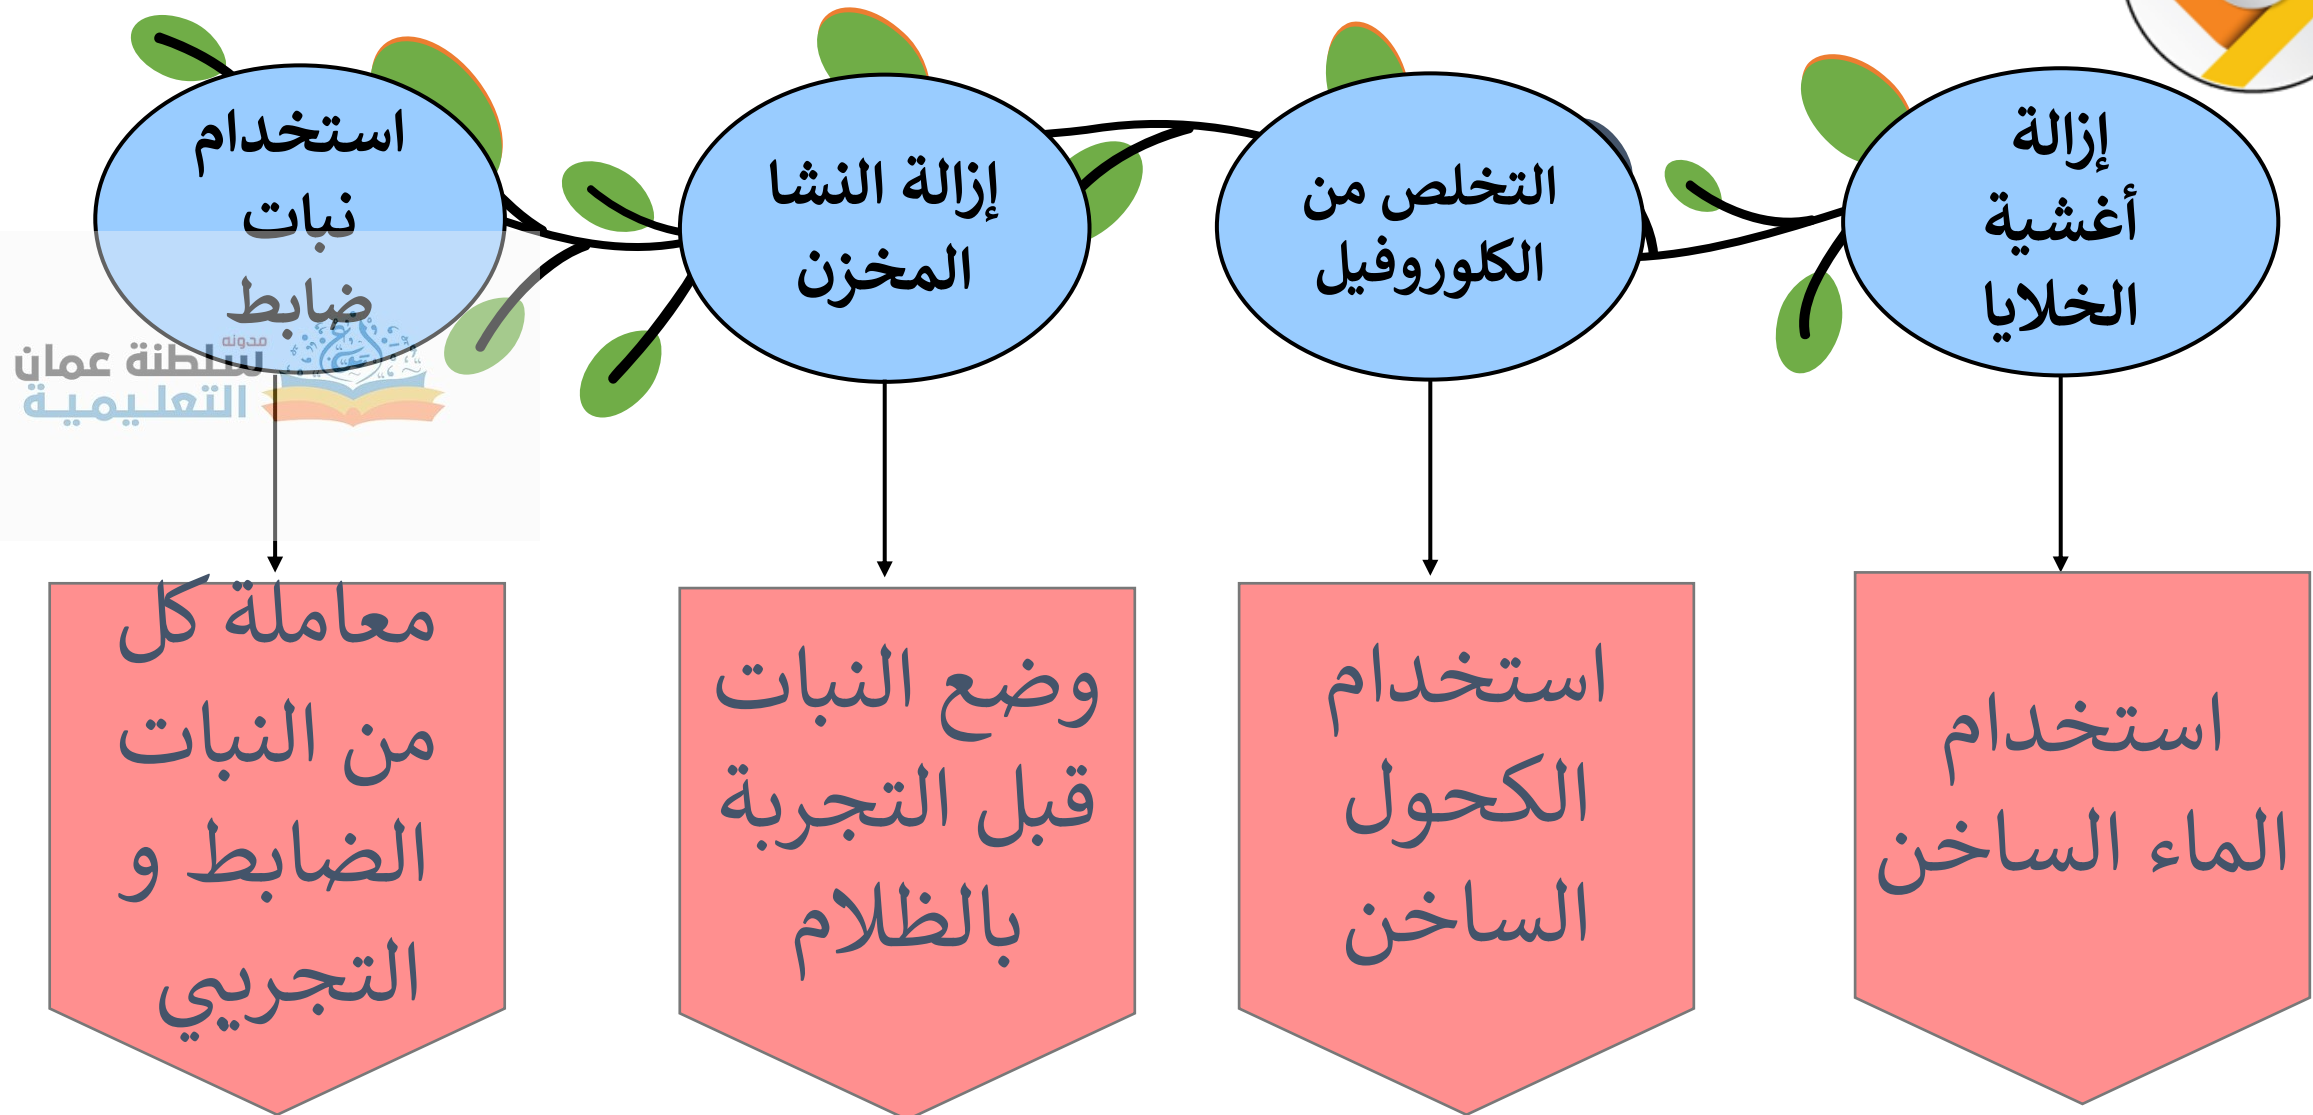 إزالة
أغشية
الخلايا
التخلص من
الكلوروفيل
إزالة النشا
المخزن
استخدام
نبات
ضابط
مدونة
سلطنة عمان
التعليمية
استخدام
الماء الساخن
استخدام
الكحول
الساخن
وضع النبات
قبل التجربة
بالظلام
معاملة كل
من النبات
الضابط و
التجريبي